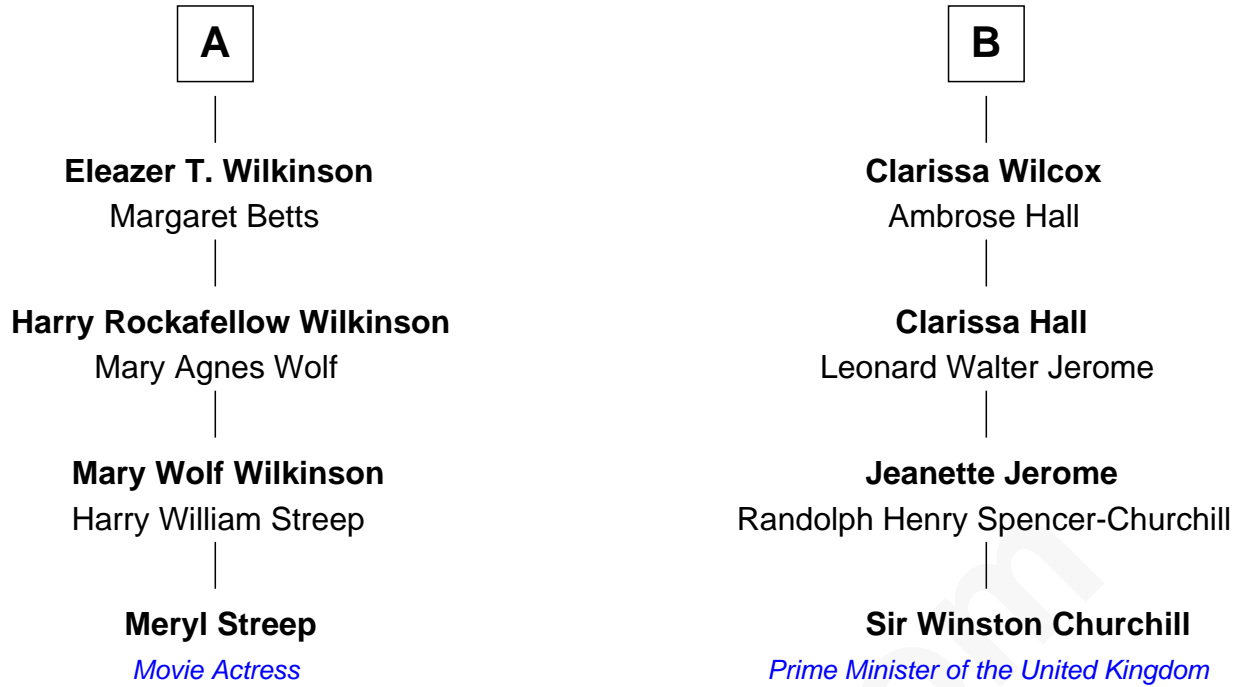 A
B
Eleazer T. Wilkinson
Margaret Betts
Clarissa Wilcox
Ambrose Hall
Harry Rockafellow Wilkinson
Mary Agnes Wolf
Clarissa Hall
Leonard Walter Jerome
Mary Wolf Wilkinson
Harry William Streep
Jeanette Jerome
Randolph Henry Spencer-Churchill
Meryl Streep
Movie Actress
Sir Winston Churchill
Prime Minister of the United Kingdom